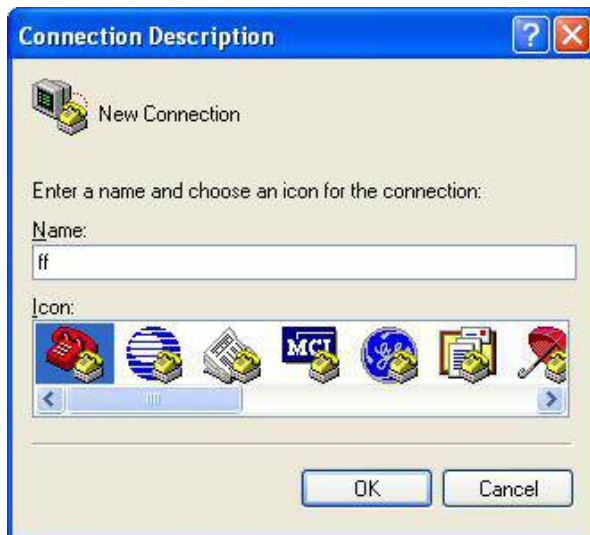 Connection Description
New Connection
Enter a name and choose an icon for the connection:
Name:
ff
Icon:
MCI
OK
Cancel